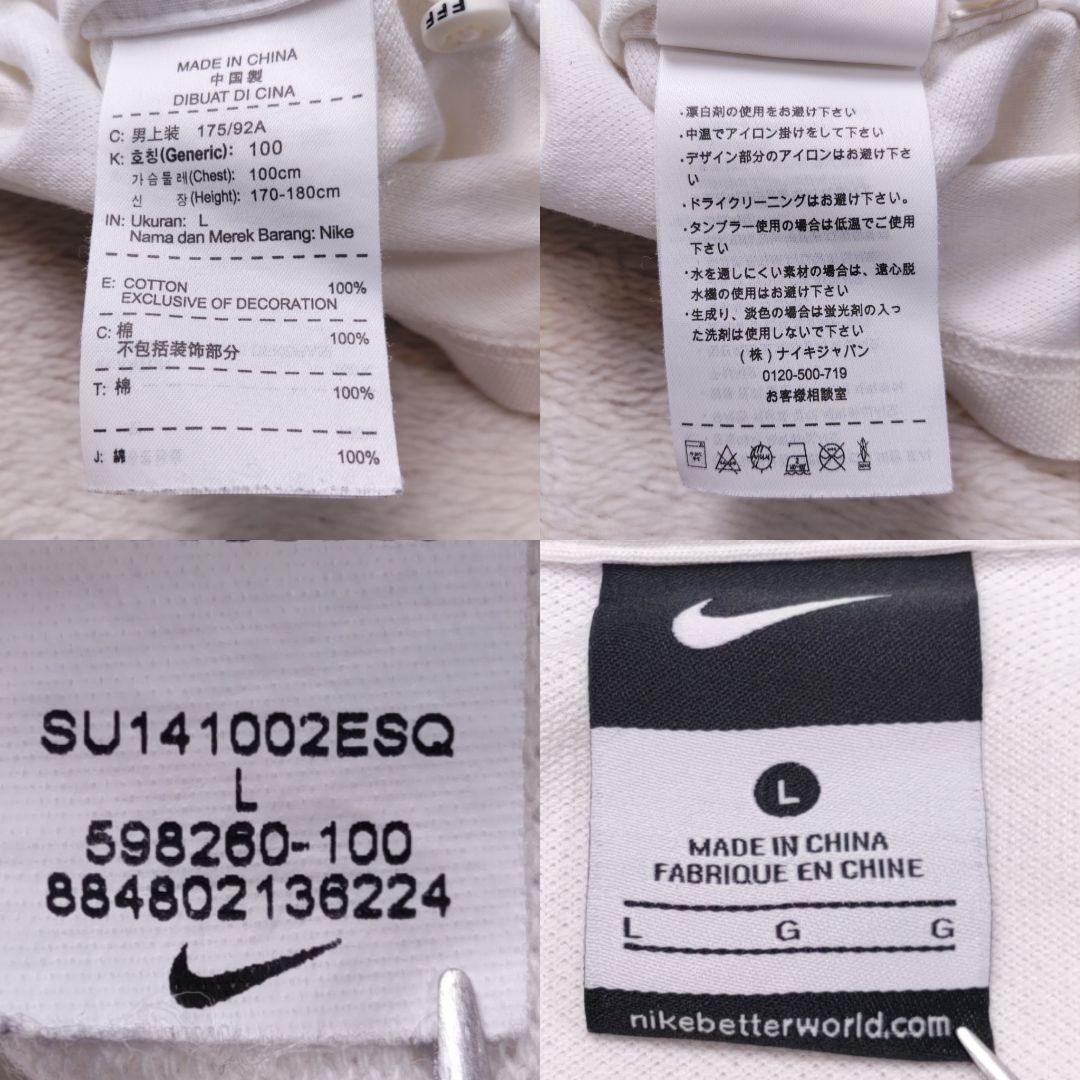 FFF
MADE IN CHINA
中国製
DIBUAT DI CINA
C: 男上装 175/92A
K: 호칭(Generic): 100
가슴둘레(Chest): 100cm
신 장(Height): 170-180cm
IN: Ukuran: L
Nama dan Merek Barang: Nike
E: COTTON 100%
EXCLUSIVE OF DECORATION
C: 棉 100%
不包括装饰部分
T: 棉 100%
J: 綿 100%
・漂白剤の使用をお避け下さい
・中温でアイロン掛けをして下さい
・デザイン部分のアイロンはお避け下さ
い
・ドライクリーニングはお避け下さい。
・タンブラー使用の場合は低温でご使用
下さい
・水を通しにくい素材の場合は、遠心脱
水機の使用はお避け下さい
・生成り、淡色の場合は蛍光剤の入っ
た洗剤は使用しないで下さい
(株)ナイキジャパン
0120-500-719
お客様相談室
SU141002ESQ
L
598260-100
884802136224
L
MADE IN CHINA
FABRIQUE EN CHINE
L G G
nikebetterworld.com